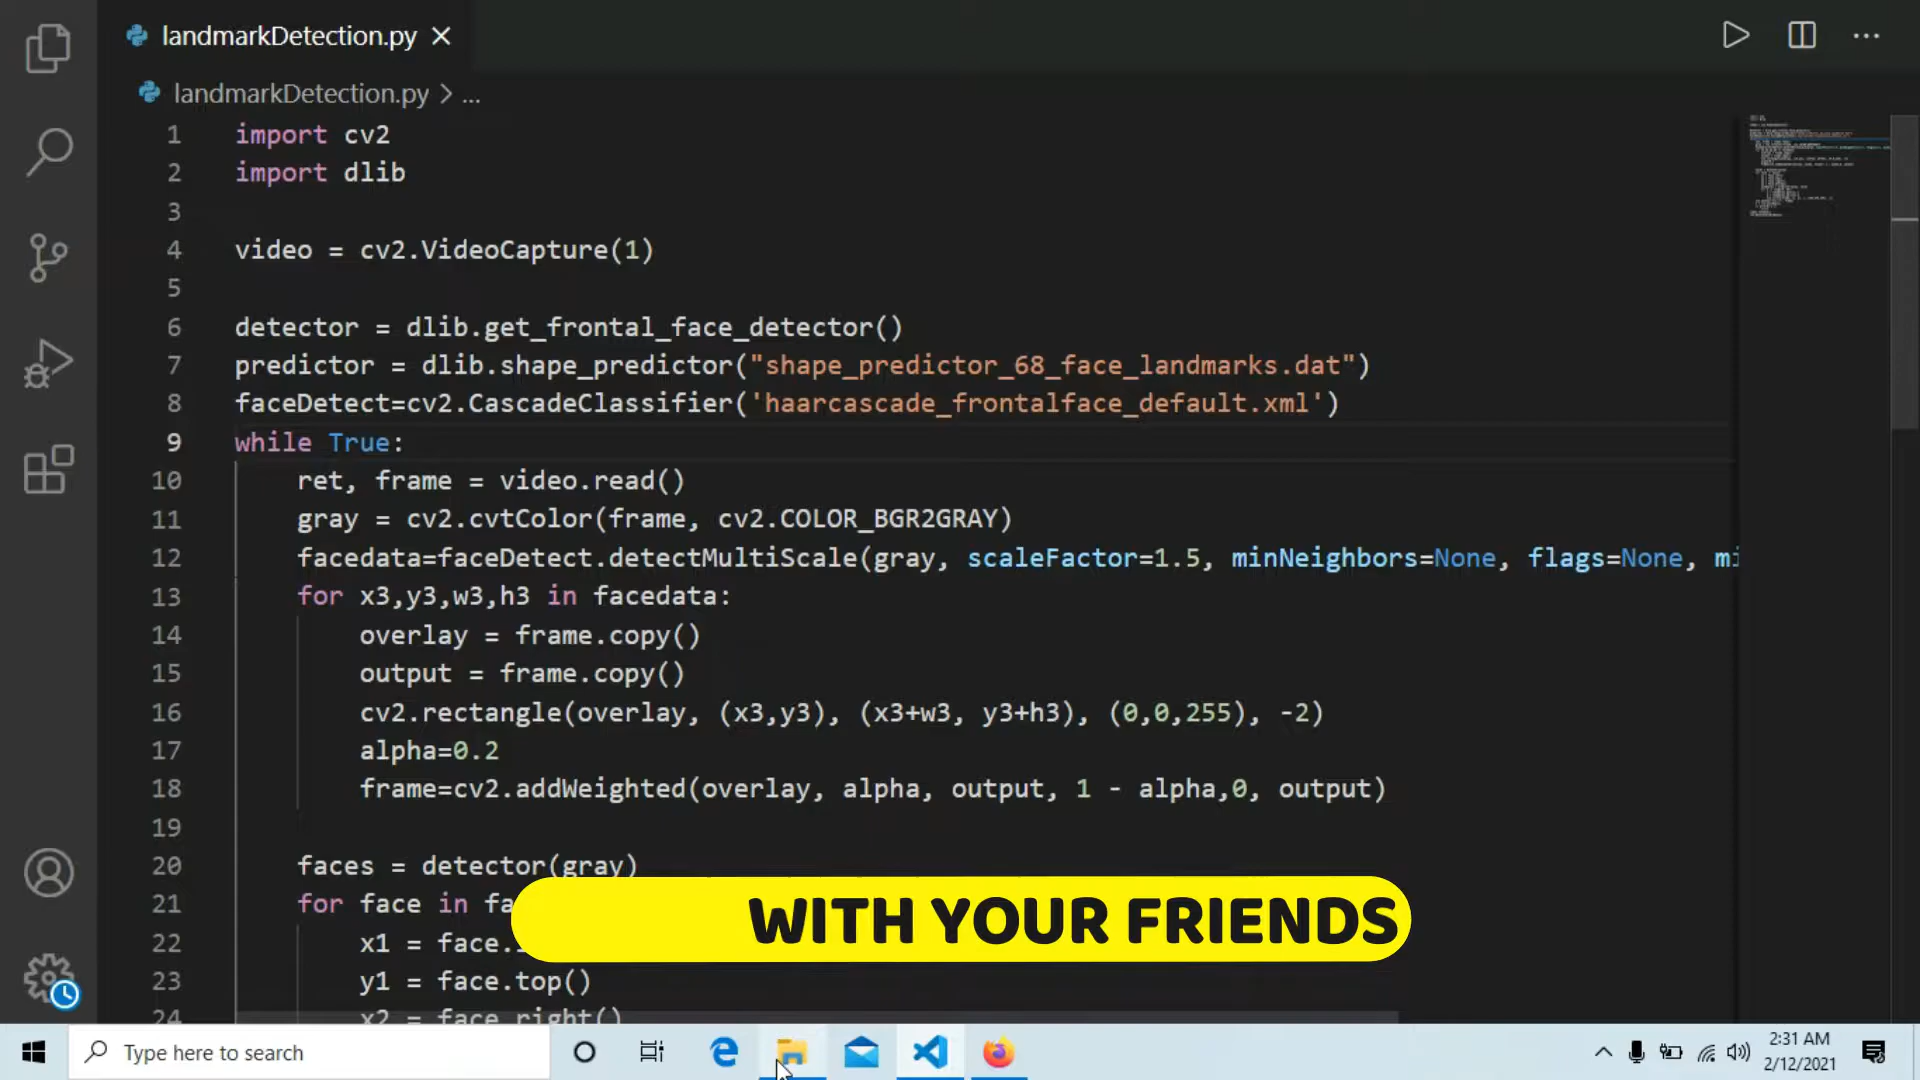 landmarkDetection.py
landmarkDetection.py > ...
1 import cv2
2 import dlib
3
4 video = cv2.VideoCapture(1)
5
6 detector = dlib.get_frontal_face_detector()
7 predictor = dlib.shape_predictor("shape_predictor_68_face_landmarks.dat")
8 faceDetect=cv2.CascadeClassifier('haarcascade_frontalface_default.xml')
9 while True:
10 ret, frame = video.read()
11 gray = cv2.cvtColor(frame, cv2.COLOR_BGR2GRAY)
12 facedata=faceDetect.detectMultiScale(gray, scaleFactor=1.5, minNeighbors=None, flags=None, mi
13 for x3,y3,w3,h3 in facedata:
14 overlay = frame.copy()
15 output = frame.copy()
16 cv2.rectangle(overlay, (x3,y3), (x3+w3, y3+h3), (0,0,255), -2)
17 alpha=0.2
18 frame=cv2.addWeighted(overlay, alpha, output, 1 - alpha,0, output)
19
20 faces = detector(gray)
21 for face in fa
WITH YOUR FRIENDS
22 x1 = face.
23 y1 = face.top()
24 x2 = face.right()
Type here to search
2:31 AM
2/12/2021